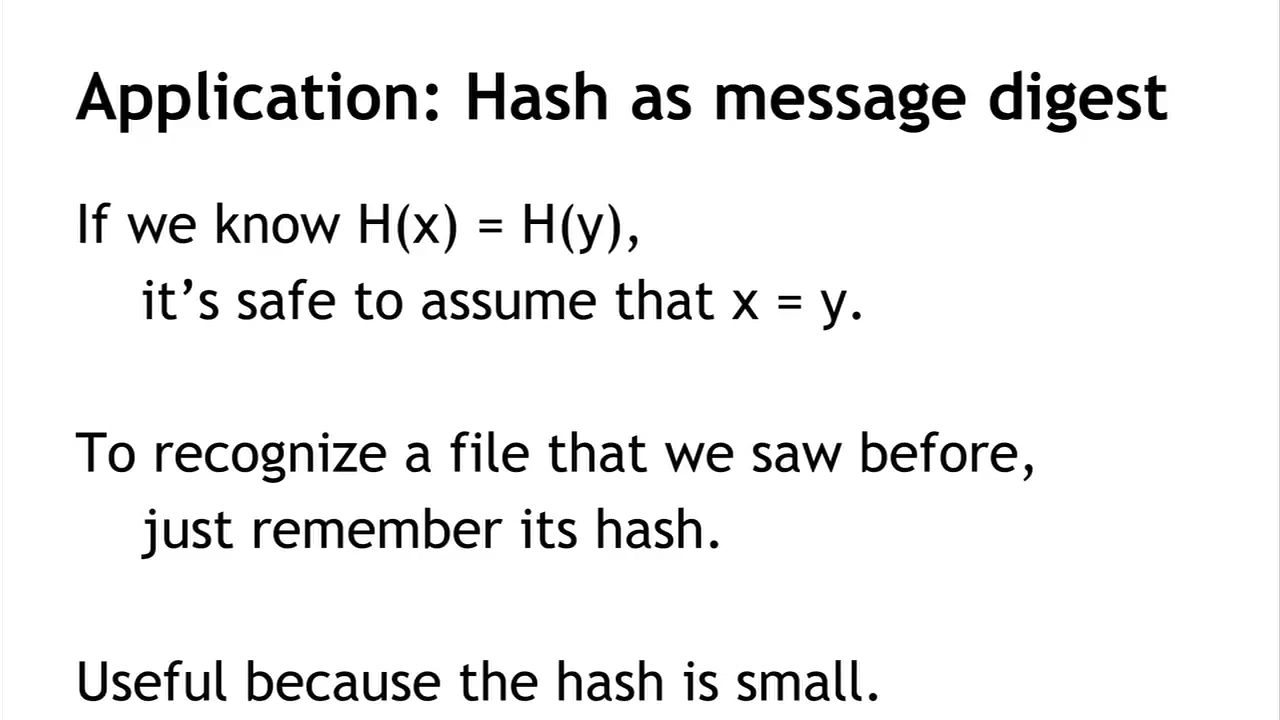 Application: Hash as message digest
If we know H(x) = H(y),
it’s safe to assume that x = y.
To recognize a file that we saw before,
just remember its hash.
Useful because the hash is small.